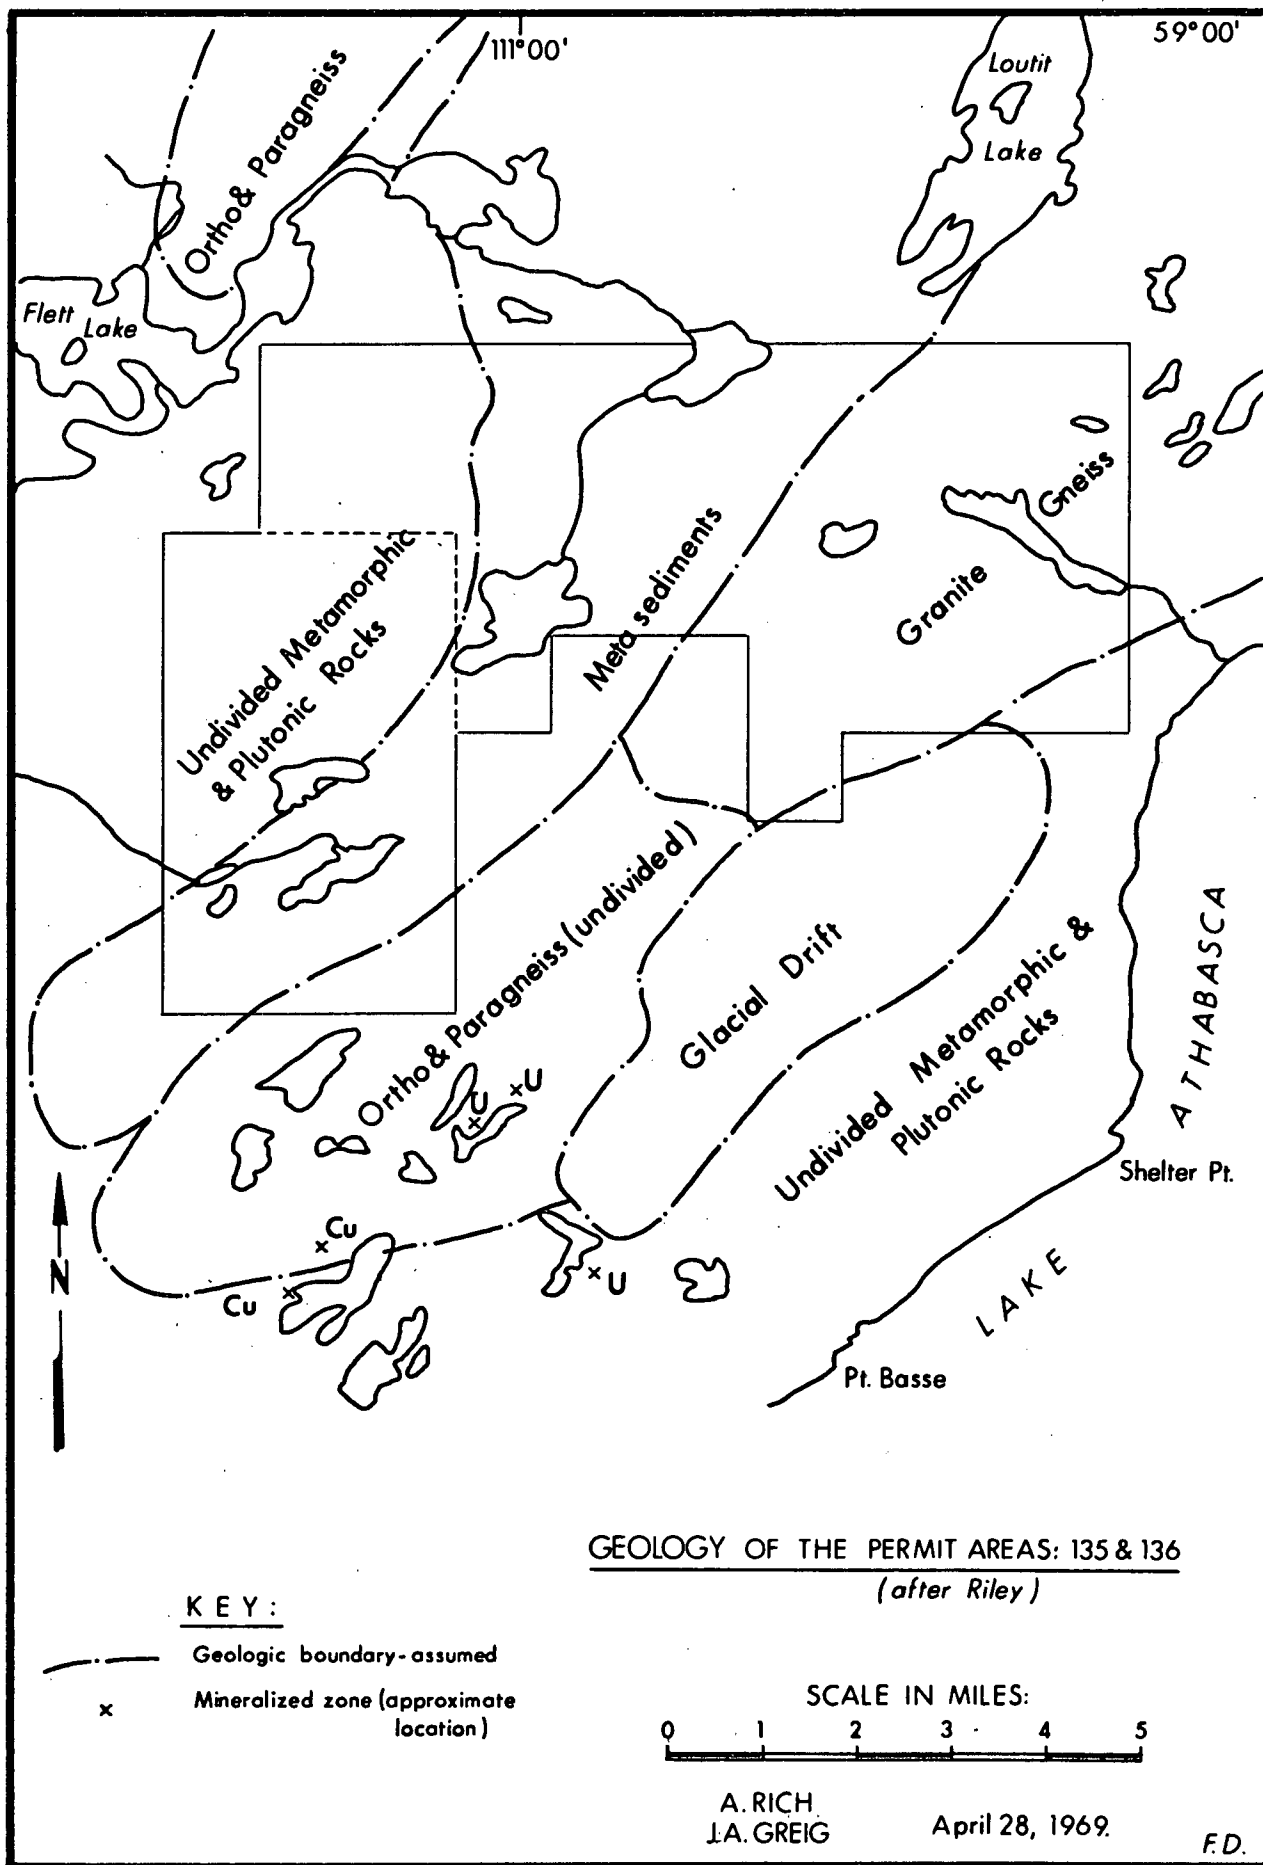 111°00'
59°00'
Loutit
Lake
Ortho & Paragneiss
Flett
Lake
Gneiss
Granite
Meta sediments
Undivided Metamorphic
& Plutonic Rocks
Ortho & Paragneiss (undivided)
Glacial Drift
Undivided Metamorphic &
Plutonic Rocks
LAKE ATHABASCA
U
U
Shelter Pt.
Cu
N
Cu
U
Pt. Basse
GEOLOGY OF THE PERMIT AREAS: 135 & 136
(after Riley)
KEY:
Geologic boundary-assumed
x Mineralized zone (approximate
location)
SCALE IN MILES:
0 1 2 3 4 5
A. RICH
J.A. GREIG
April 28, 1969.
F.D.